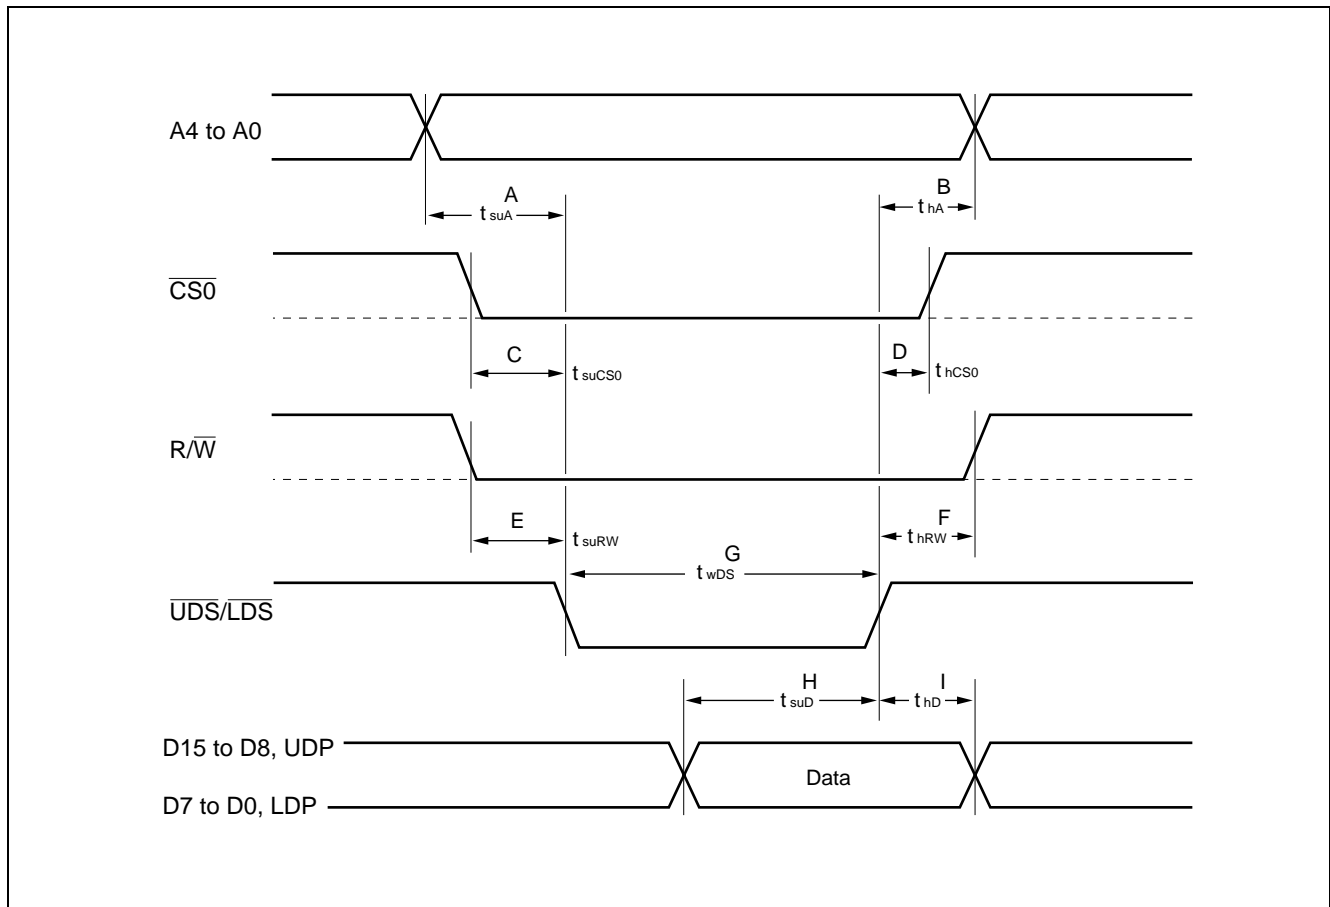 A4 to A0
A
t suA
B
t hA
CS0
C
t suCS0
D
t hCS0
R/W
E
t suRW
F
t hRW
G
t wDS
UDS/LDS
H
t suD
I
t hD
D15 to D8, UDP
Data
D7 to D0, LDP